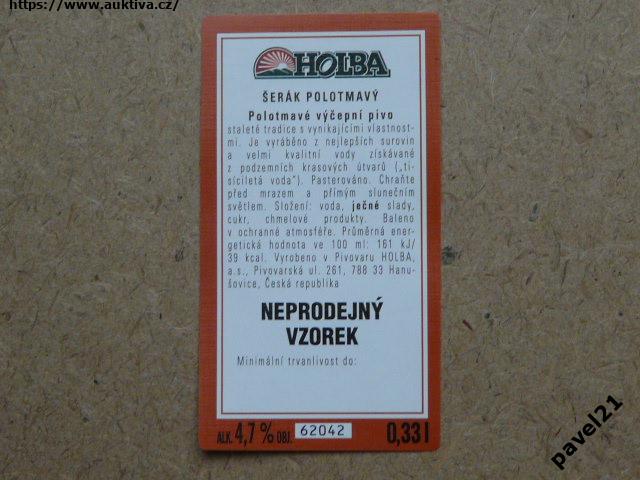 https://www.auktiva.cz/
HOLBA
ŠERÁK POLOTMAVÝ
Polotmavé výčepní pivo
staleté tradice s vynikajícími vlastnost-
mi. Je vyráběno z nejlepších surovin
a velmi kvalitní vody získávané
z podzemních krasových útvarů („ti-
síciletá voda"). Pasterováno. Chraňte
před mrazem a přímým slunečním
světlem. Složení: voda, ječné slady,
cukr, chmelové produkty. Baleno
v ochranné atmosféře. Průměrná ener-
getická hodnota ve 100 ml: 161 kJ/
39 kcal. Vyrobeno v Pivovaru HOLBA,
a.s., Pivovarská ul. 261, 788 33 Hanu-
šovice, Česká republika
NEPRODEJNÝ
VZOREK
Minimální trvanlivost do:
ALK. 4,7 % OBJ. 62042 0,33 l
pavel21